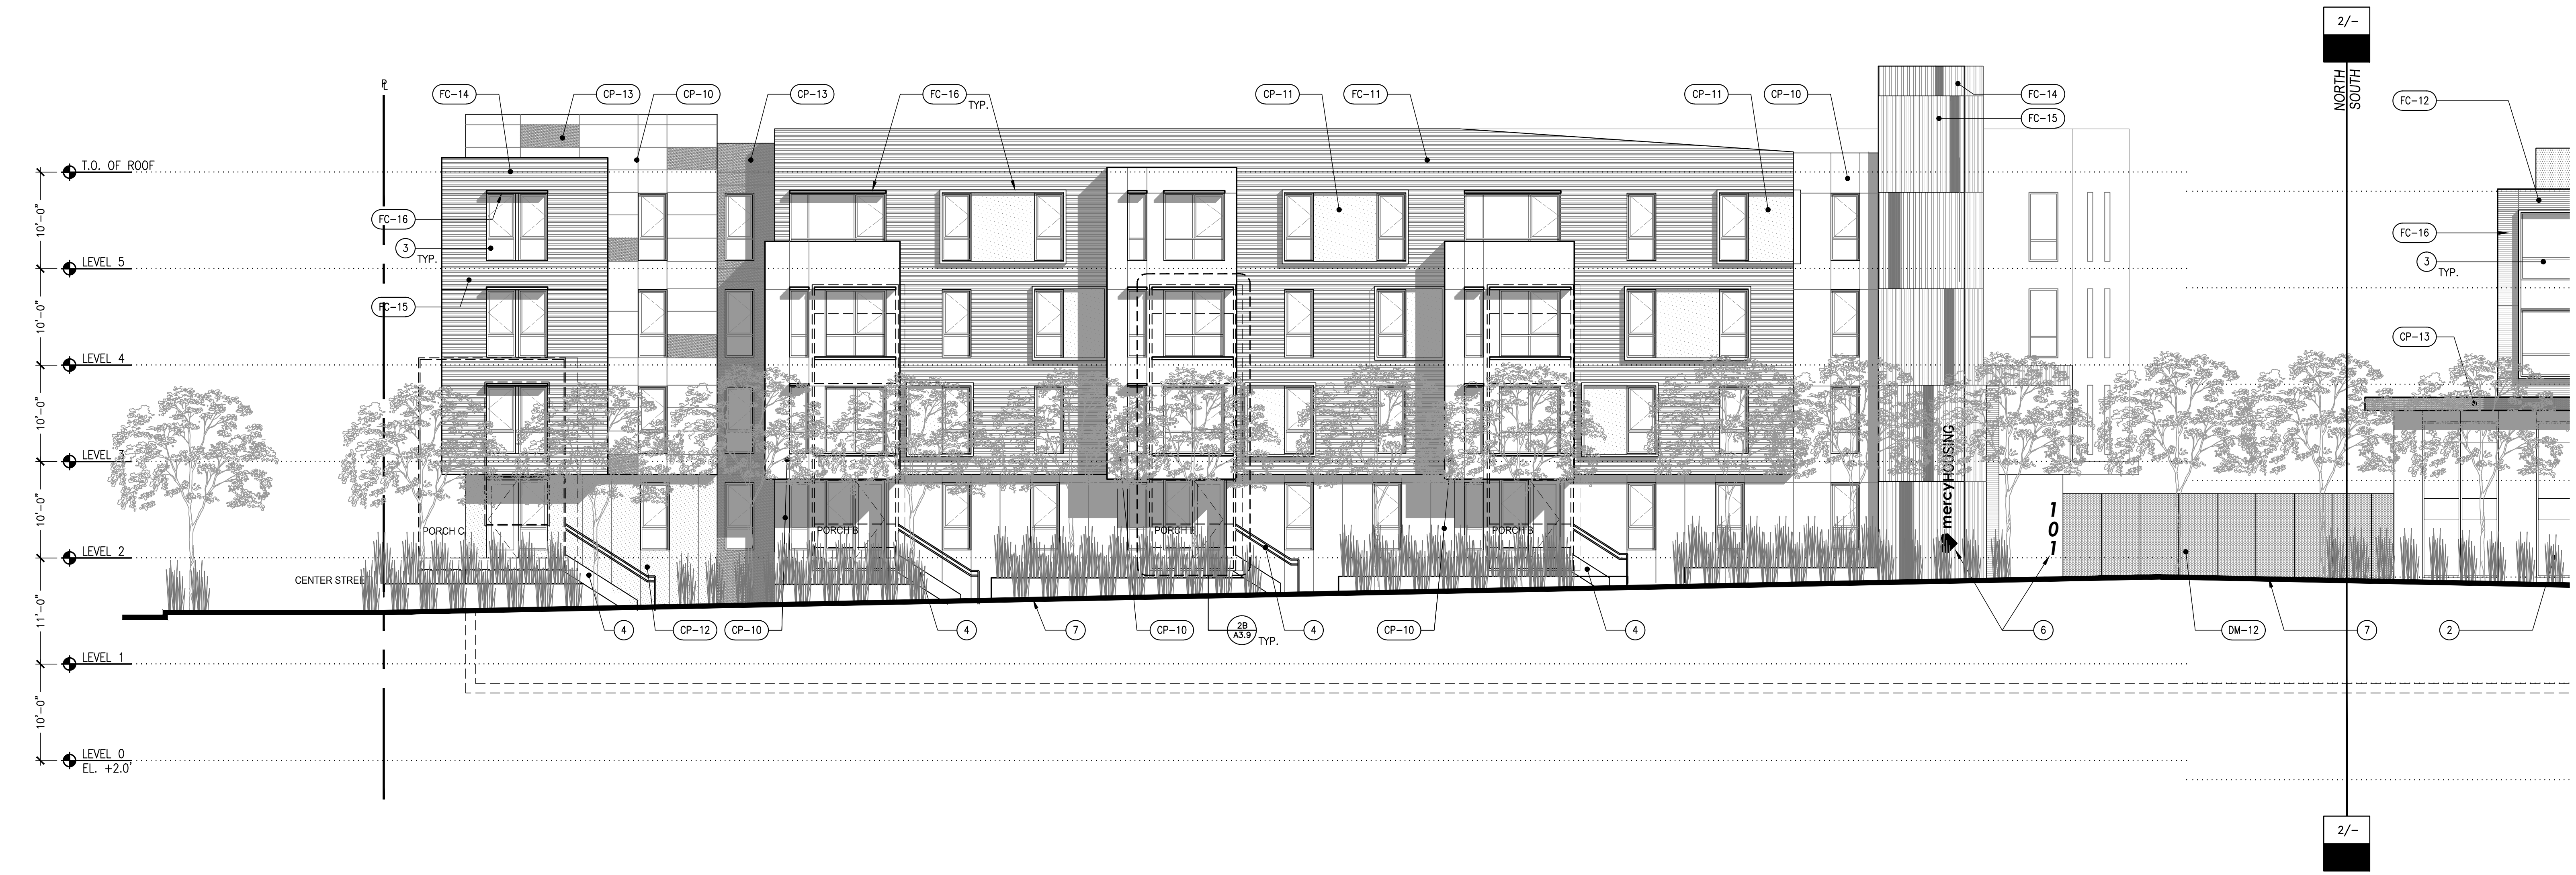 2/-
NORTH
SOUTH
℄
FC-14
CP-13
CP-10
CP-13
FC-16
TYP.
CP-11
FC-11
CP-11
CP-10
FC-14
FC-15
FC-12
T.O. OF ROOF
10'-0"
FC-16
3
TYP.
FC-16
3
TYP.
LEVEL 5
10'-0"
FC-15
CP-13
LEVEL 4
10'-0"
LEVEL 3
10'-0"
mercyHOUSING
101
PORCH C
PORCH B
PORCH B
PORCH B
LEVEL 2
CENTER STREET
11'-0"
4
CP-12
CP-10
4
7
CP-10
2B
A3.9
TYP.
4
CP-10
4
6
DM-12
7
2
LEVEL 1
10'-0"
LEVEL 0
EL. +2.0'
2/-